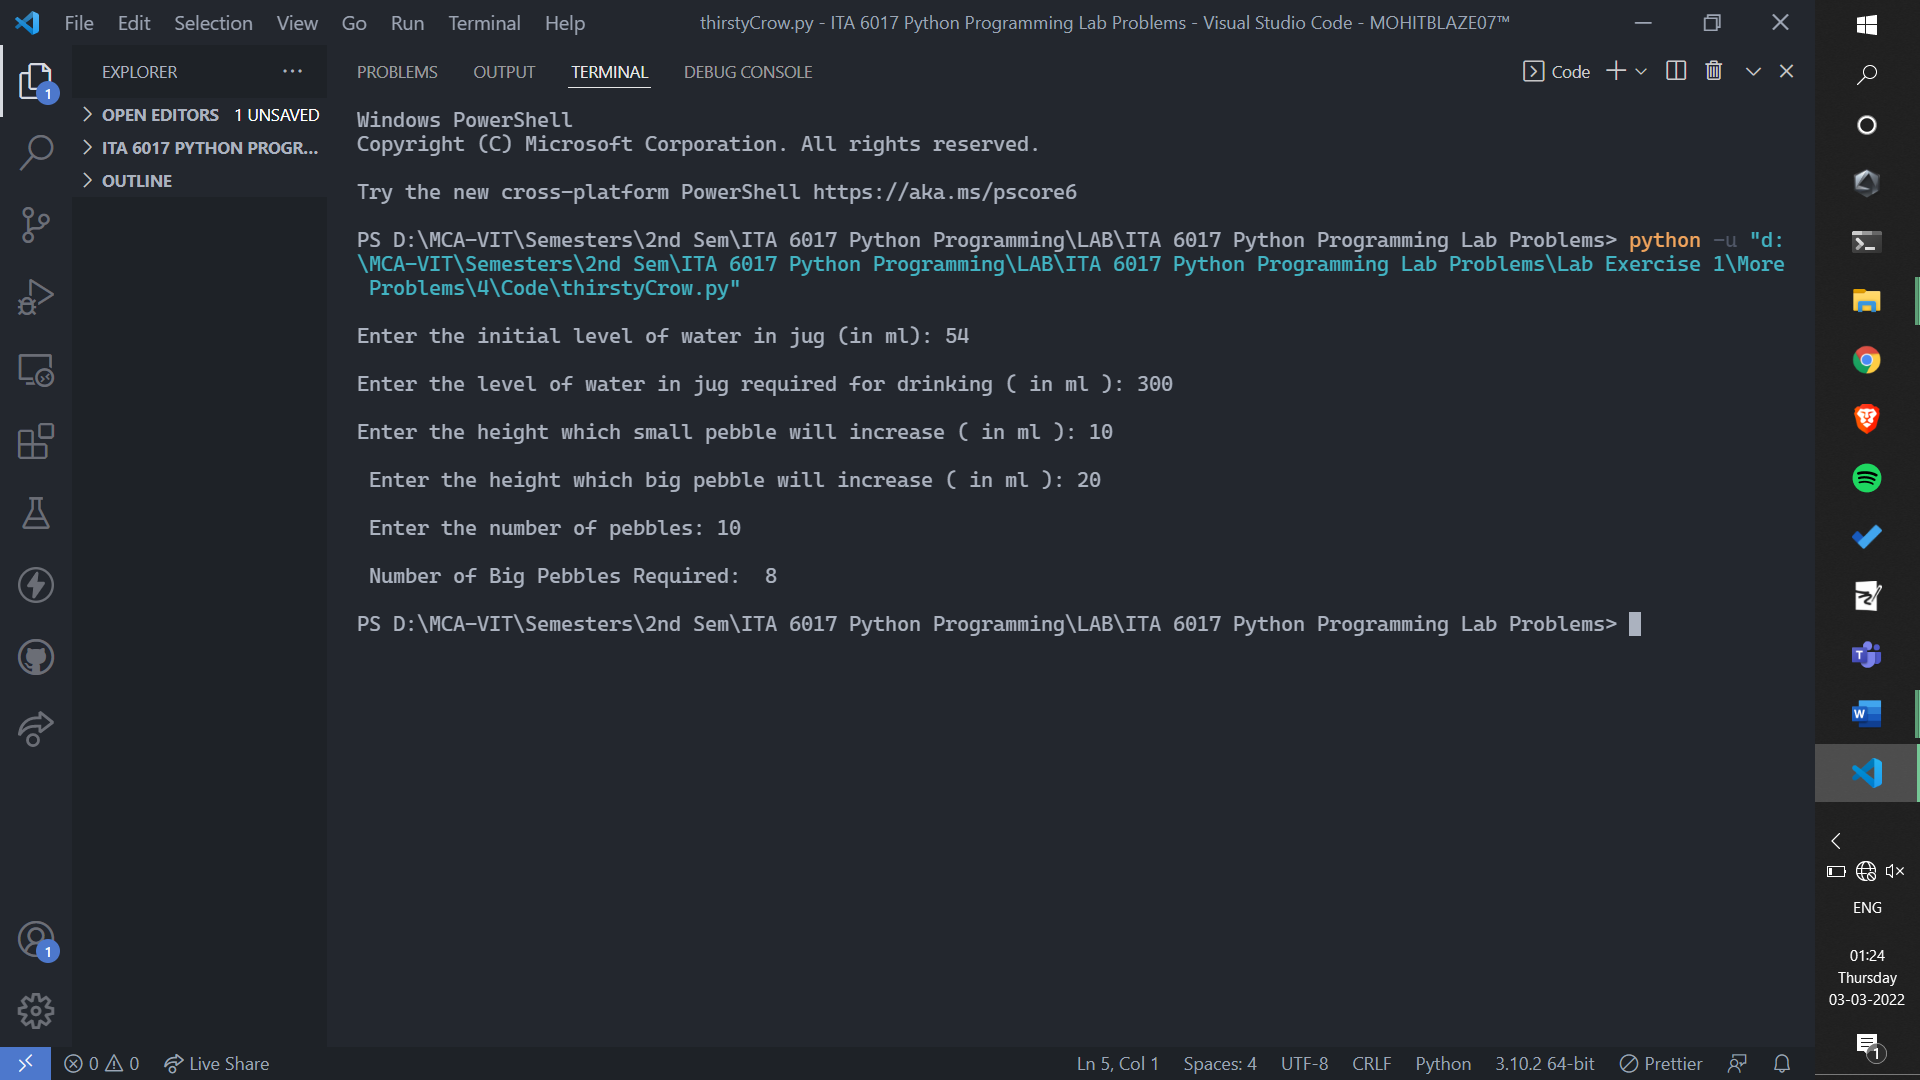 File Edit Selection View Go Run Terminal Help
thirstyCrow.py - ITA 6017 Python Programming Lab Problems - Visual Studio Code - MOHITBLAZE07™
EXPLORER
OPEN EDITORS 1 UNSAVED
ITA 6017 PYTHON PROGR...
OUTLINE
PROBLEMS OUTPUT TERMINAL DEBUG CONSOLE
Code
Windows PowerShell
Copyright (C) Microsoft Corporation. All rights reserved.
Try the new cross-platform PowerShell https://aka.ms/pscore6
PS D:\MCA-VIT\Semesters\2nd Sem\ITA 6017 Python Programming\LAB\ITA 6017 Python Programming Lab Problems> python -u "d:
\MCA-VIT\Semesters\2nd Sem\ITA 6017 Python Programming\LAB\ITA 6017 Python Programming Lab Problems\Lab Exercise 1\More
Problems\4\Code\thirstyCrow.py"
Enter the initial level of water in jug (in ml): 54
Enter the level of water in jug required for drinking ( in ml ): 300
Enter the height which small pebble will increase ( in ml ): 10
Enter the height which big pebble will increase ( in ml ): 20
Enter the number of pebbles: 10
Number of Big Pebbles Required:  8
PS D:\MCA-VIT\Semesters\2nd Sem\ITA 6017 Python Programming\LAB\ITA 6017 Python Programming Lab Problems>
1
1
0 0 Live Share
Ln 5, Col 1 Spaces: 4 UTF-8 CRLF Python 3.10.2 64-bit Prettier
T
W
ENG
01:24
Thursday
03-03-2022
1